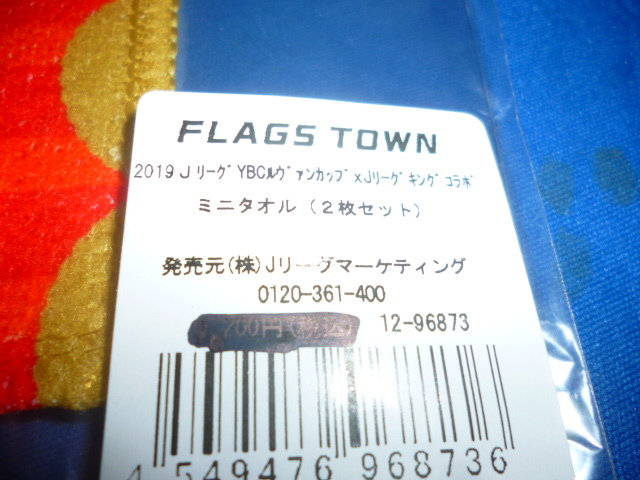 FLAGS TOWN
2019 J ﾘｰｸﾞ YBCﾙｳﾞｧﾝｶｯﾌﾟ×Jﾘｰｸﾞｷﾝｸﾞ ｺﾗﾎﾞ
ミニタオル（2枚セット）
発売元(株)Jリーグマーケティング
0120-361-400
700円(税込) 12-96873
4 549476 968736